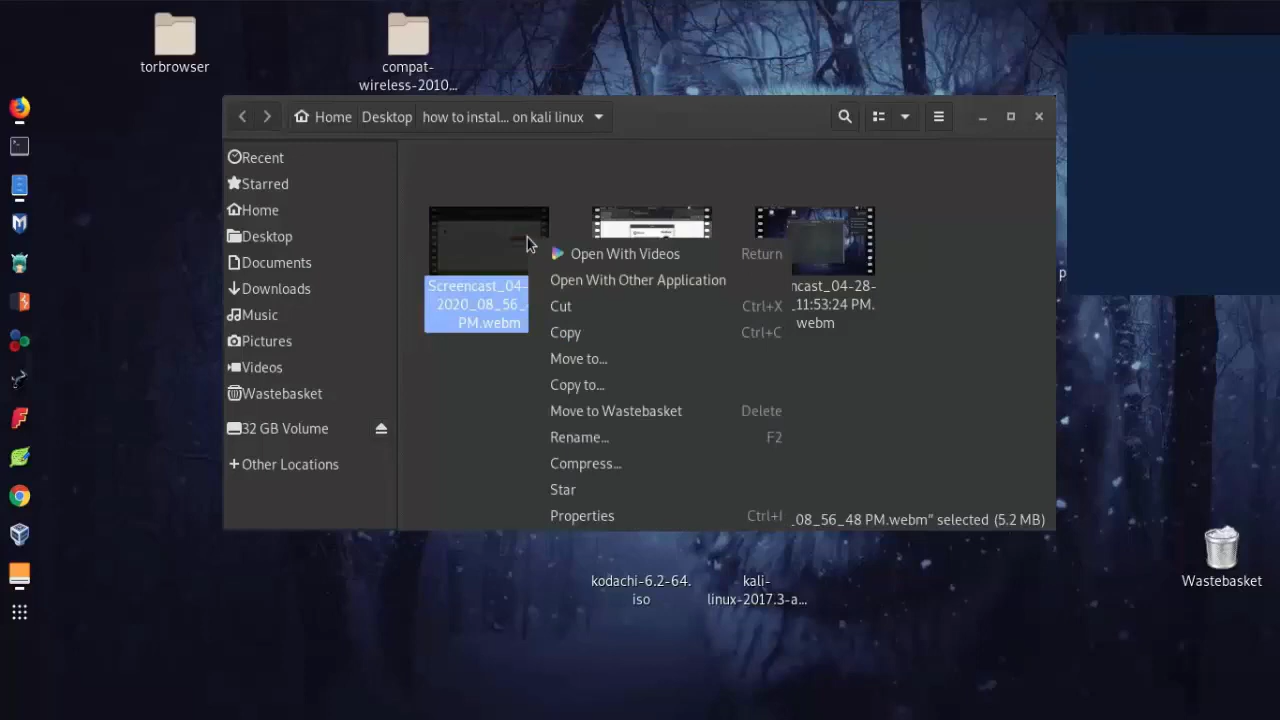 torbrowser
compat-
wireless-2010...
Home
Desktop
how to instal... on kali linux
Recent
Starred
Home
Desktop
Documents
Downloads
Music
Pictures
Videos
Wastebasket
32 GB Volume
Other Locations
Screencast_04-
2020_08_56_
PM.webm
ncast_04-28-
_11:53:24 PM.
webm
Open With Videos Return
Open With Other Application
Cut Ctrl+X
Copy Ctrl+C
Move to...
Copy to...
Move to Wastebasket Delete
Rename... F2
Compress...
Star
Properties Ctrl+I
_08_56_48 PM.webm" selected (5.2 MB)
p
kodachi-6.2-64.
iso
kali-
linux-2017.3-a...
Wastebasket